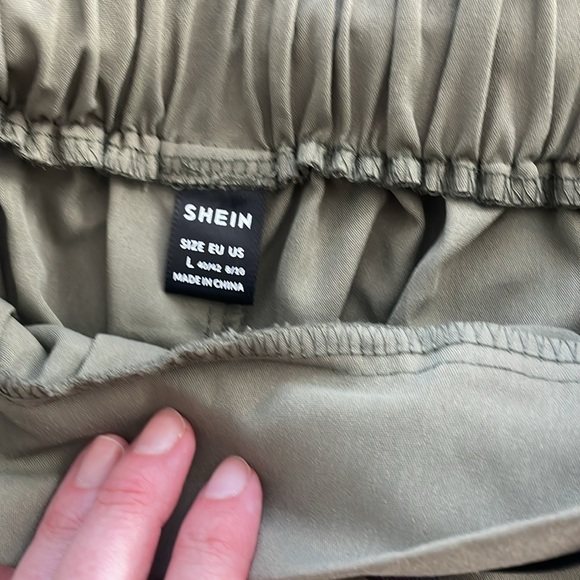 SHEIN
SIZE EU US
L 40/42 8/10
MADE IN CHINA